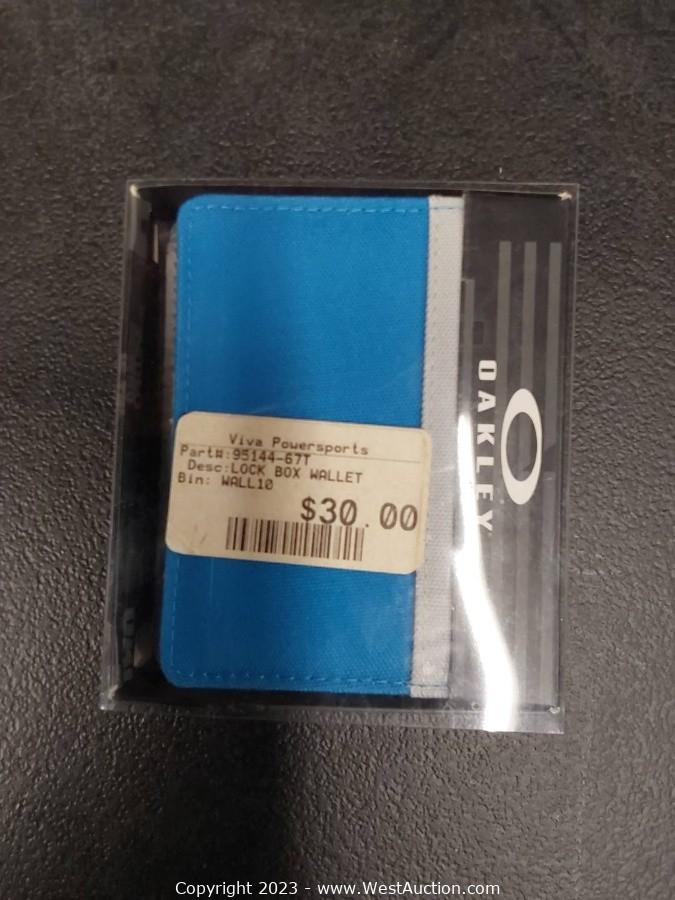 Viva Powersports
Part#:95144-67T
Desc:LOCK BOX WALLET
Bin: WALL10
$30.00
OAKLEY
Copyright 2023 - www.WestAuction.com